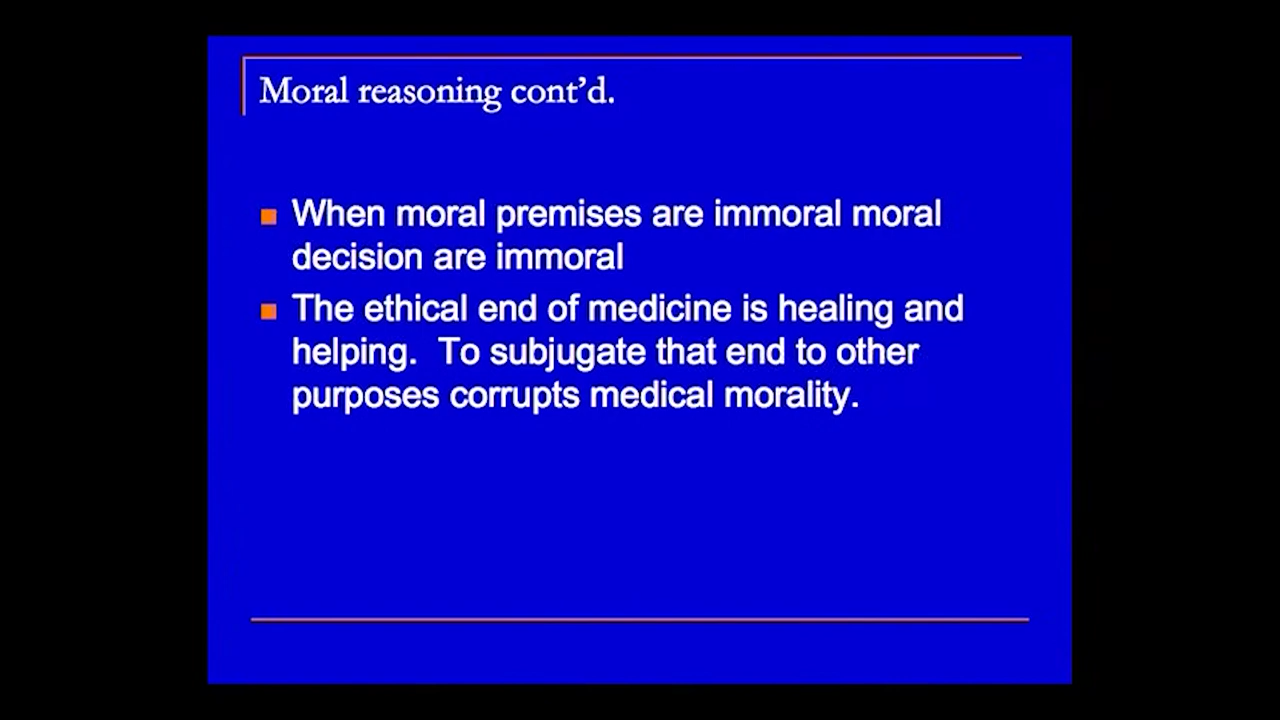 Moral reasoning cont’d.
When moral premises are immoral moral
decision are immoral
The ethical end of medicine is healing and
helping.  To subjugate that end to other
purposes corrupts medical morality.